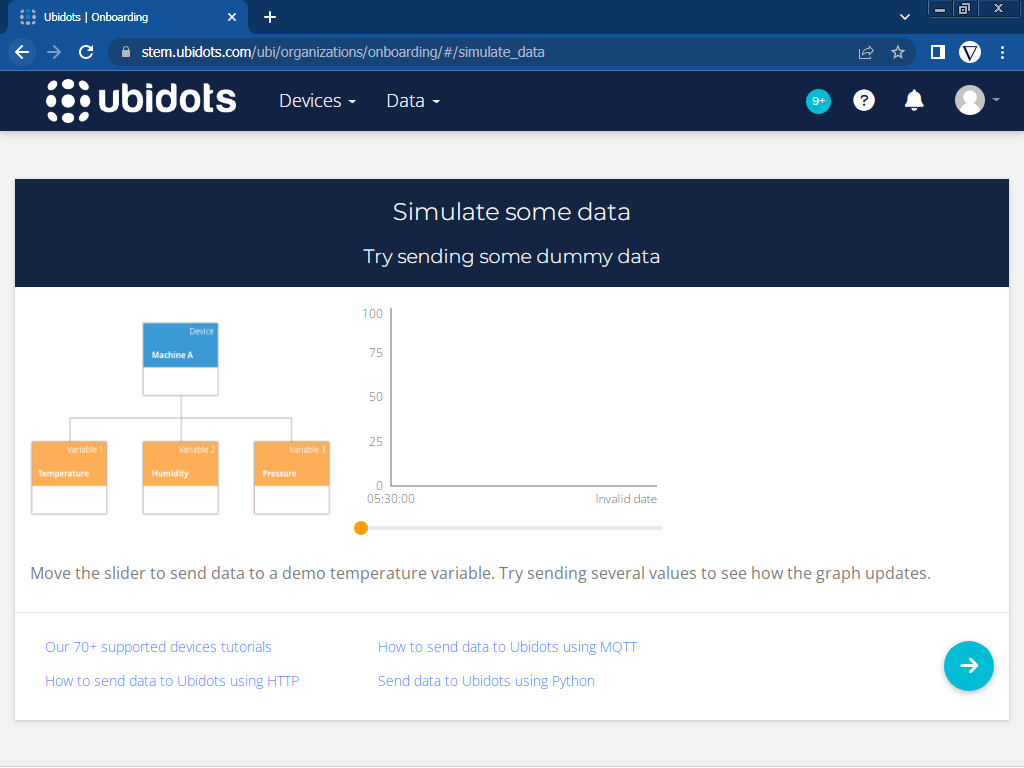 Ubidots | Onboarding
stem.ubidots.com/ubi/organizations/onboarding/#/simulate_data
ubidots
Devices
Data
9+
?
Simulate some data
Try sending some dummy data
Device
Machine A
Variable 1
Temperature
Variable 2
Humidity
Variable 3
Pressure
100
75
50
25
0
05:30:00
Invalid date
Move the slider to send data to a demo temperature variable. Try sending several values to see how the graph updates.
Our 70+ supported devices tutorials
How to send data to Ubidots using MQTT
How to send data to Ubidots using HTTP
Send data to Ubidots using Python